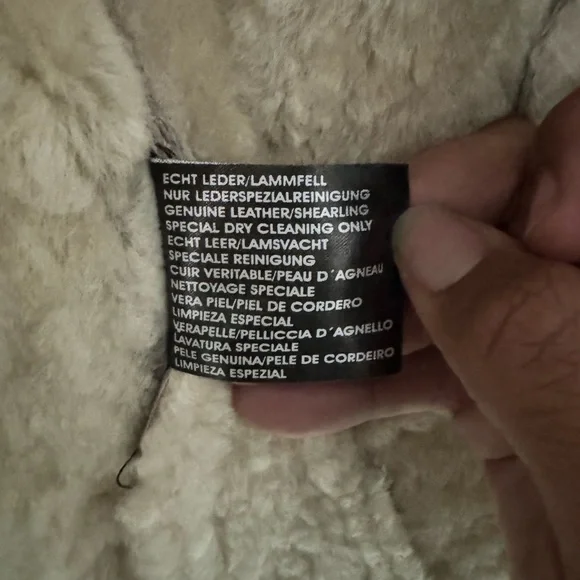 ECHT LEDER/LAMMFELL
NUR LEDERSPEZIALREINIGUNG
GENUINE LEATHER/SHEARLING
SPECIAL DRY CLEANING ONLY
ECHT LEER/LAMSVACHT
SPECIALE REINIGUNG
CUIR VERITABLE/PEAU D´AGNEAU
NETTOYAGE SPECIALE
VERA PIEL/PIEL DE CORDERO
LIMPIEZA ESPECIAL
VERAPELLE/PELLICCIA D´AGNELLO
LAVATURA SPECIALE
PELE GENUINA/PELE DE CORDEIRO
LIMPIEZA ESPEZIAL